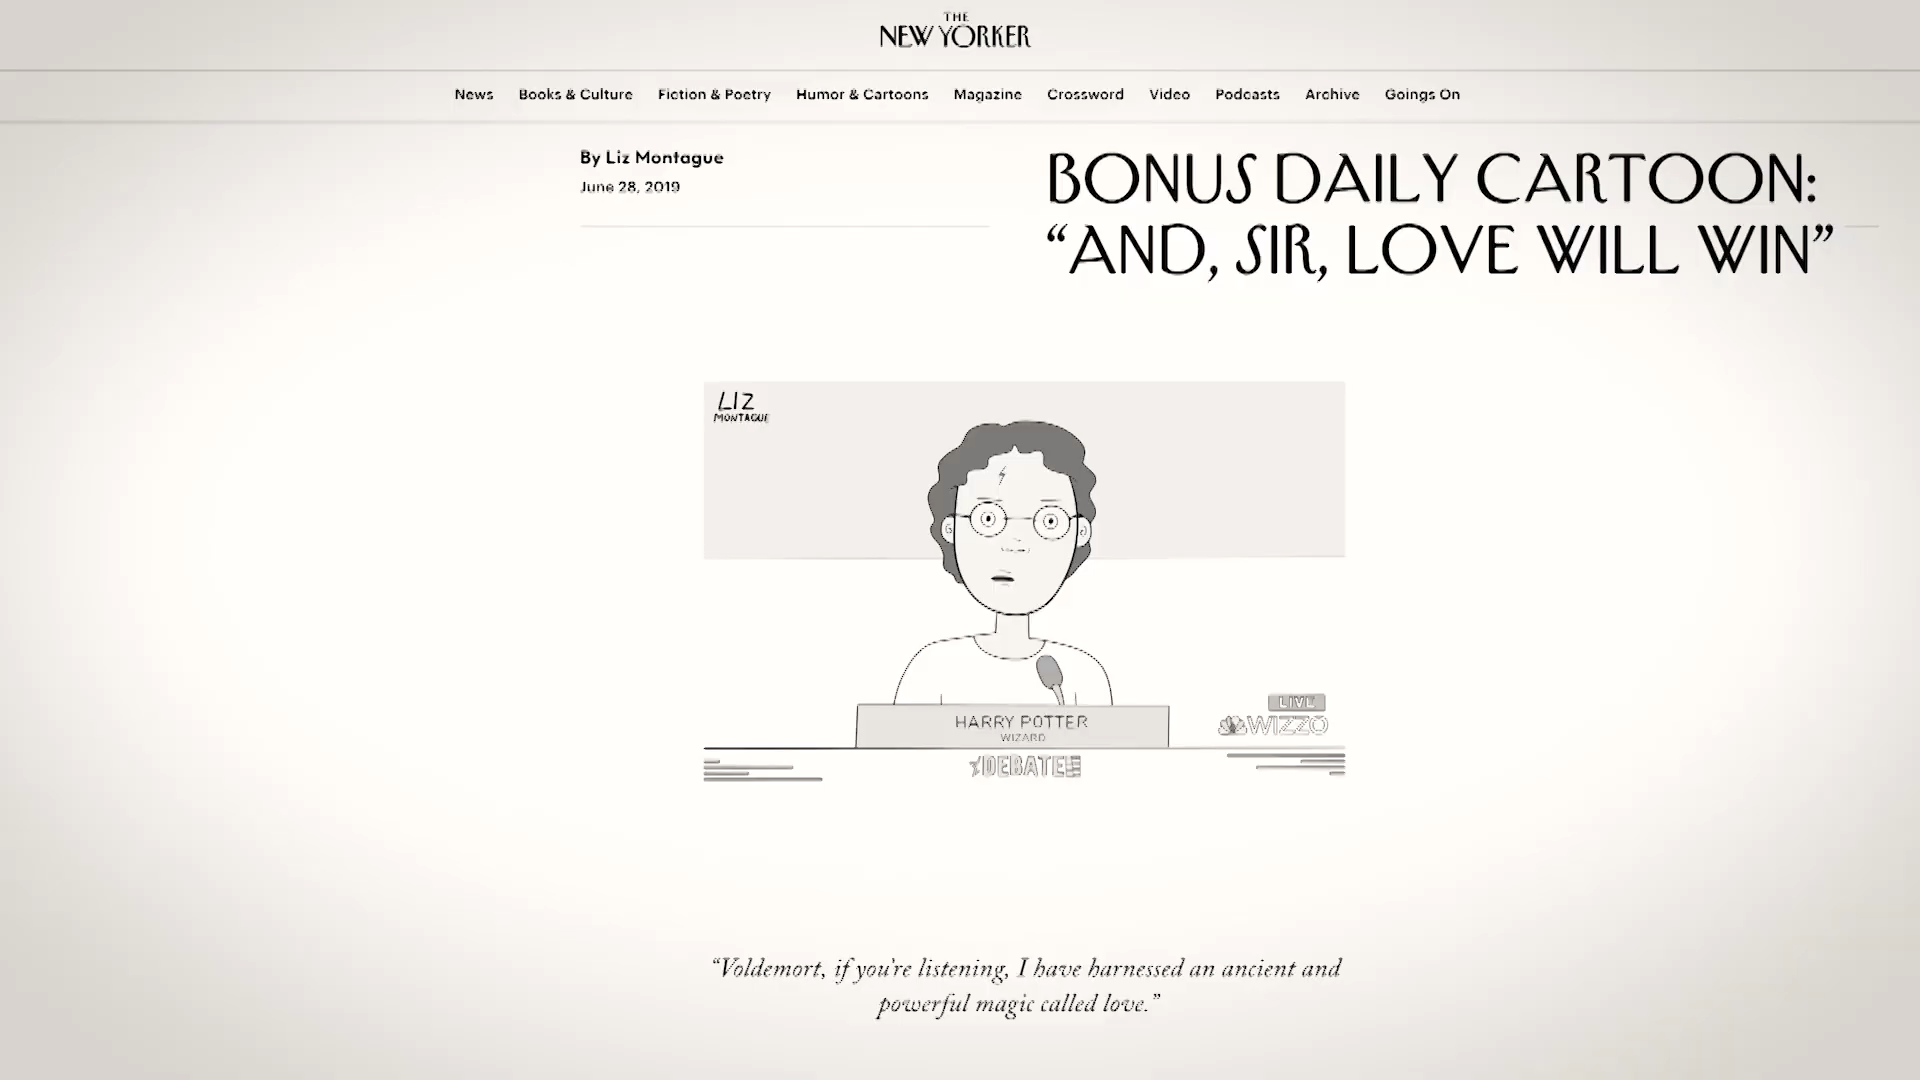 THE
NEW YORKER
News Books & Culture Fiction & Poetry Humor & Cartoons Magazine Crossword Video Podcasts Archive Goings On
By Liz Montague
June 28, 2019
BONUS DAILY CARTOON:
“AND, SIR, LOVE WILL WIN”
LIZ
MONTAGUE
HARRY POTTER
WIZARD
LIVE
WIZZO
DEBATE
“Voldemort, if you’re listening, I have harnessed an ancient and
powerful magic called love.”